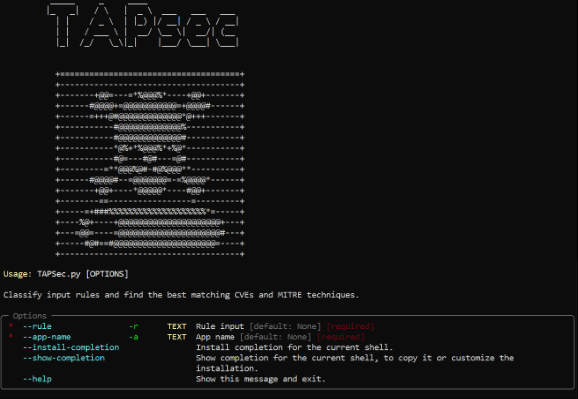 TAPSec
Usage: TAPSec.py [OPTIONS]
Classify input rules and find the best matching CVEs and MITRE techniques.
Options
* --rule -r TEXT Rule input [default: None] [required]
* --app-name -a TEXT App name [default: None] [required]
--install-completion Install completion for the current shell.
--show-completion Show completion for the current shell, to copy it or customize the
installation.
--help Show this message and exit.